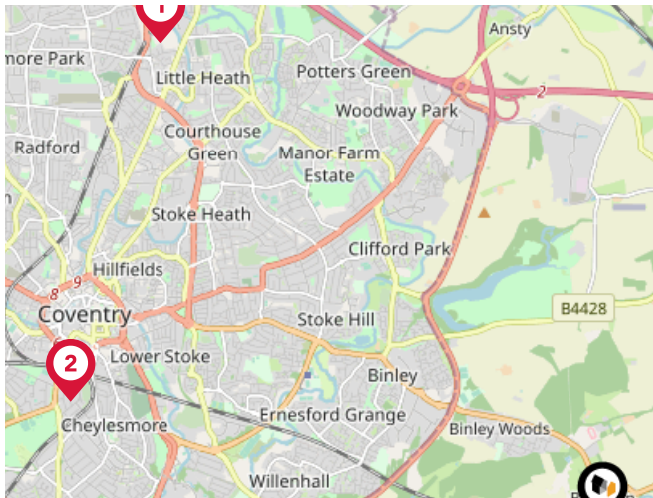 1
Ansty
more Park
Little Heath
Potters Green
2
Woodway Park
Courthouse
Green
Radford
Manor Farm
Estate
Stoke Heath
Clifford Park
Hillfields
9
8
Coventry
B4428
Stoke Hill
2
Lower Stoke
Binley
Ernesford Grange
Cheylesmore
Binley Woods
Willenhall